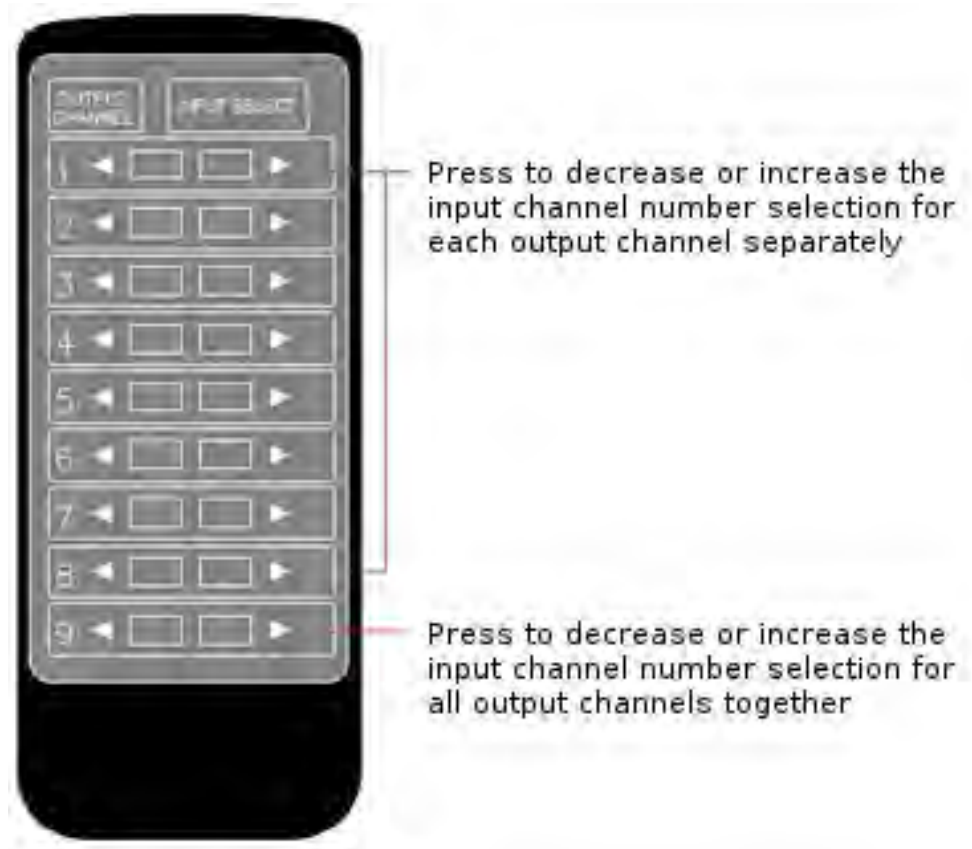 OUTPUT
CHANNEL
INPUT SELECT
1
2
3
4
5
6
7
8
9
Press to decrease or increase the
input channel number selection for
each output channel separately
Press to decrease or increase the
input channel number selection for
all output channels together